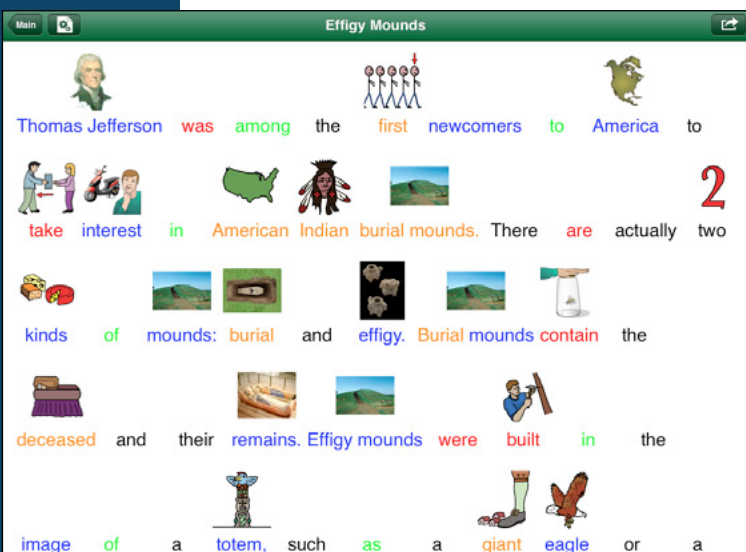 Main Effigy Mounds
Thomas Jefferson was among the first newcomers to America to
2
take interest in American Indian burial mounds. There are actually two
kinds of mounds: burial and effigy. Burial mounds contain the
deceased and their remains. Effigy mounds were built in the
image of a totem, such as a giant eagle or a